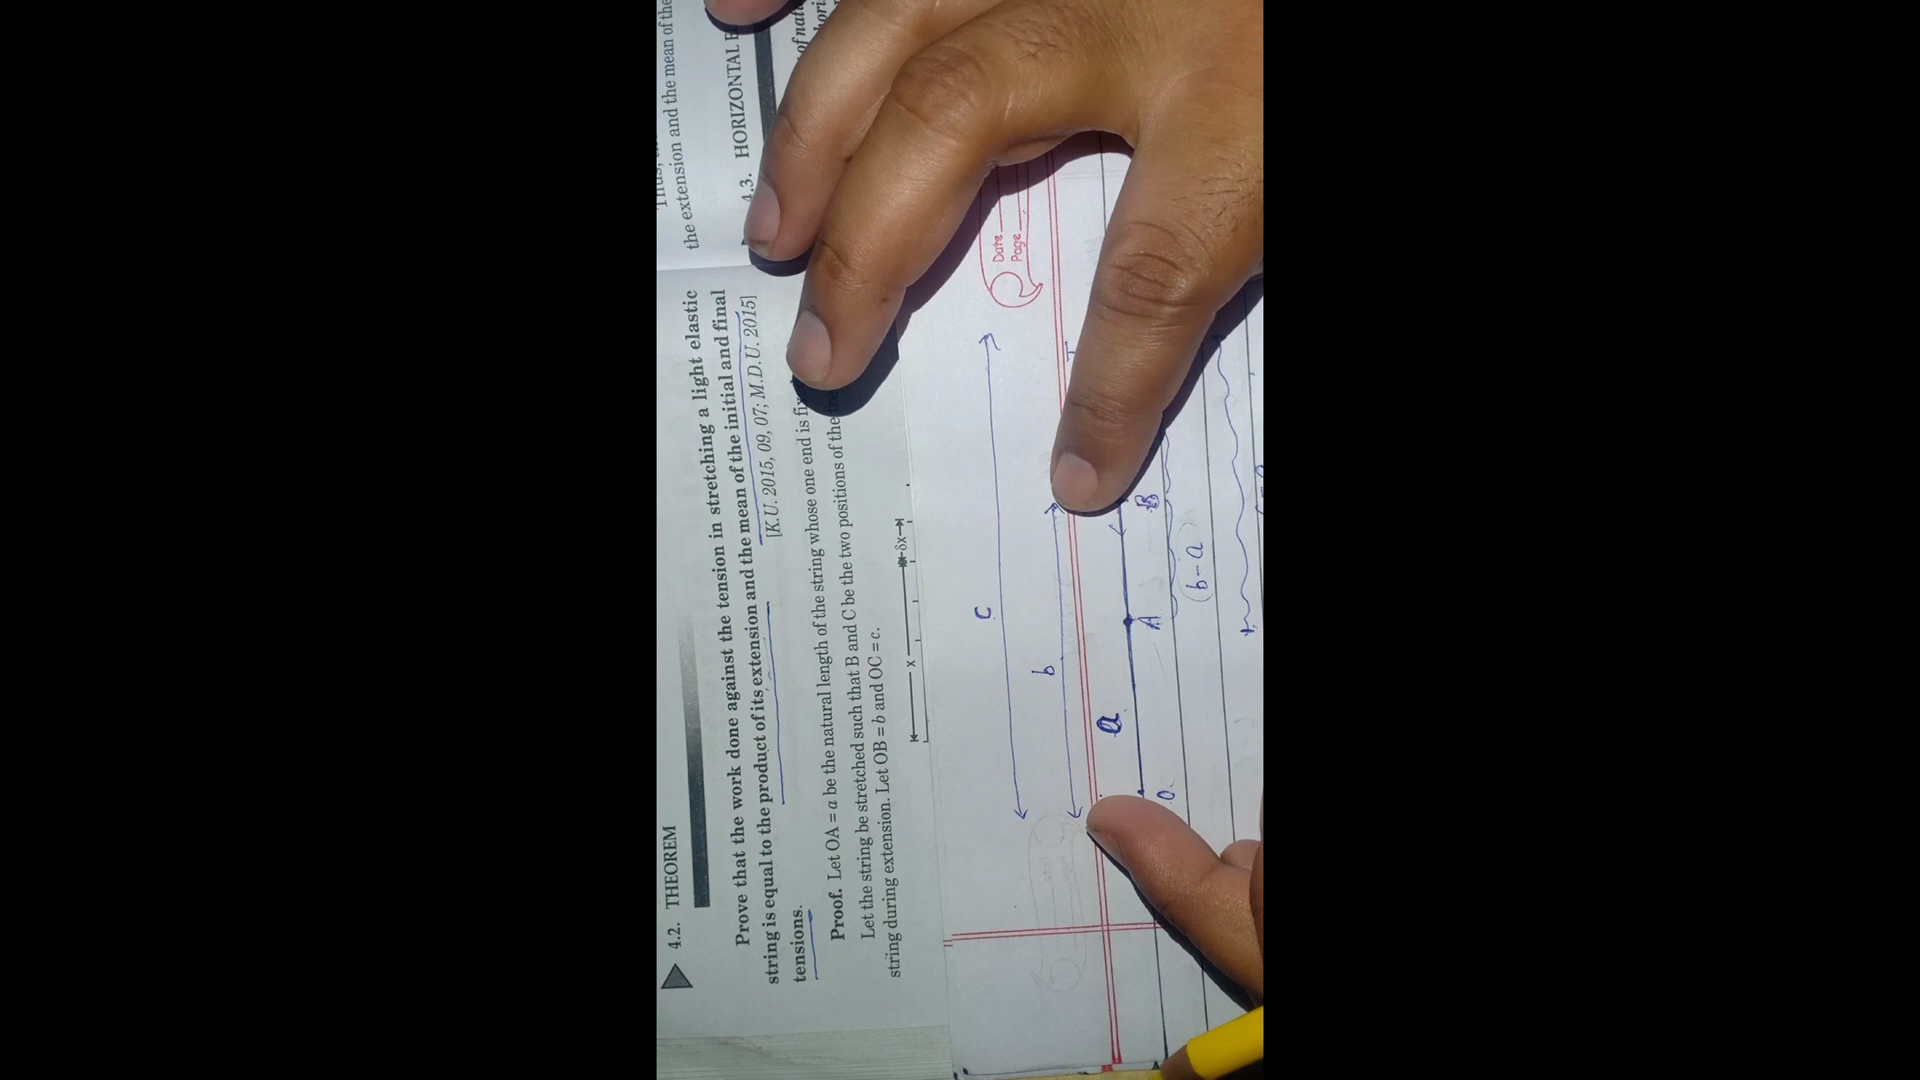 the extension and the mean of the
4.3. HORIZONTAL
4.2. THEOREM
Prove that the work done against the tension in stretching a light elastic
string is equal to the product of its extension and the mean of the initial and final
tensions.
[K.U. 2015, 09, 07; M.D.U. 2015]
Proof. Let OA = a be the natural length of the string whose one end is
Let the string be stretched such that B and C be the two positions of the
string during extension. Let OB = b and OC = c.
x
δx
Date
Page
C
b
a
O
A
B
(b-a)